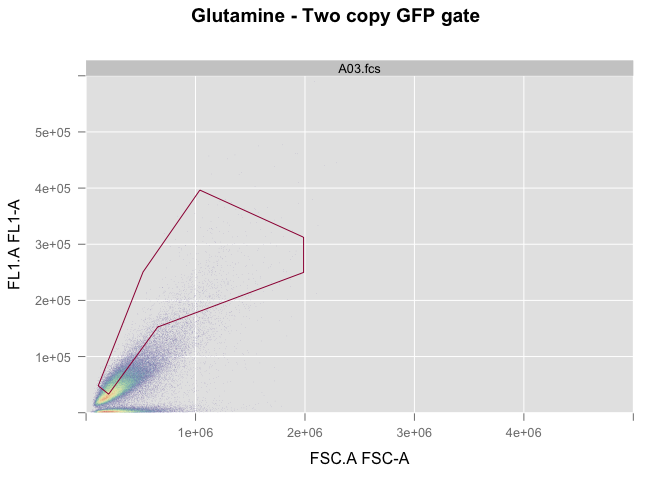 Glutamine - Two copy GFP gate
A03.fcs
5e+05
4e+05
3e+05
2e+05
1e+05
FL1.A FL1-A
1e+06
2e+06
3e+06
4e+06
FSC.A FSC-A